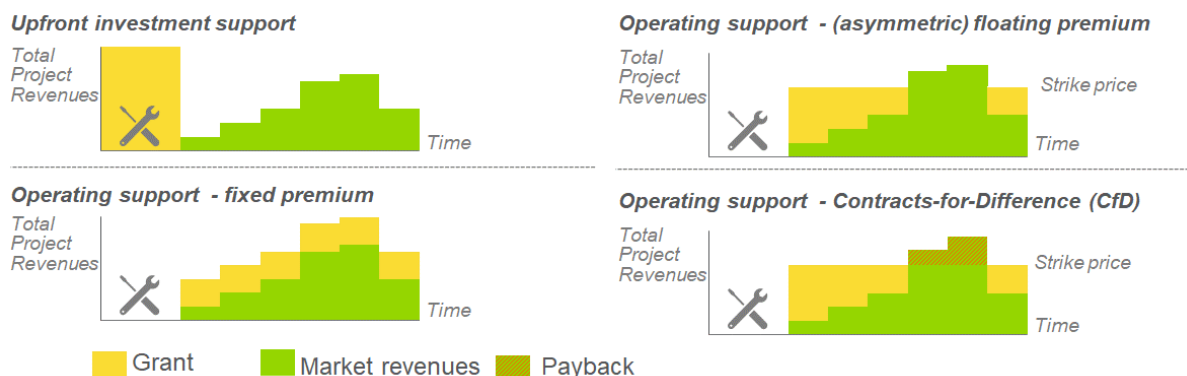 Upfront investment support
Total
Project
Revenues
Time
Operating support - (asymmetric) floating premium
Total
Project
Revenues
Strike price
Time
Operating support - fixed premium
Total
Project
Revenues
Time
Operating support - Contracts-for-Difference (CfD)
Total
Project
Revenues
Strike price
Time
Grant
Market revenues
Payback